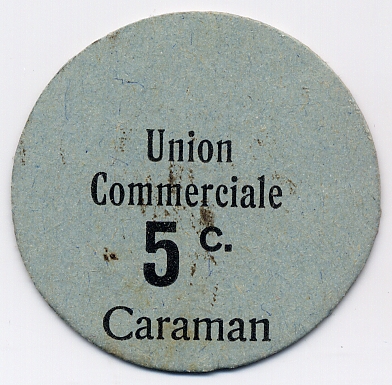 Union
Commerciale
5 c.
Caraman